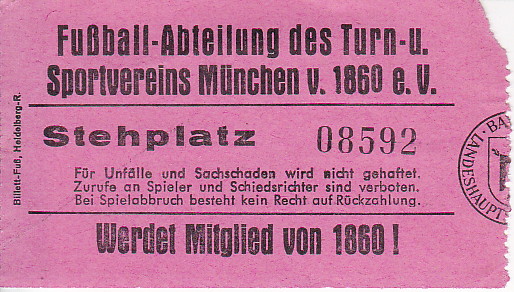 Fußball-Abteilung des Turn-u.
Sportvereins München v. 1860 e.V.
Stehplatz 08592
Für Unfälle und Sachschaden wird nicht gehaftet.
Zurufe an Spieler und Schiedsrichter sind verboten.
Bei Spielabbruch besteht kein Recht auf Rückzahlung.
Werdet Mitglied von 1860!
Billett-Fuß, Heidelberg-R.
LANDESHAUPT